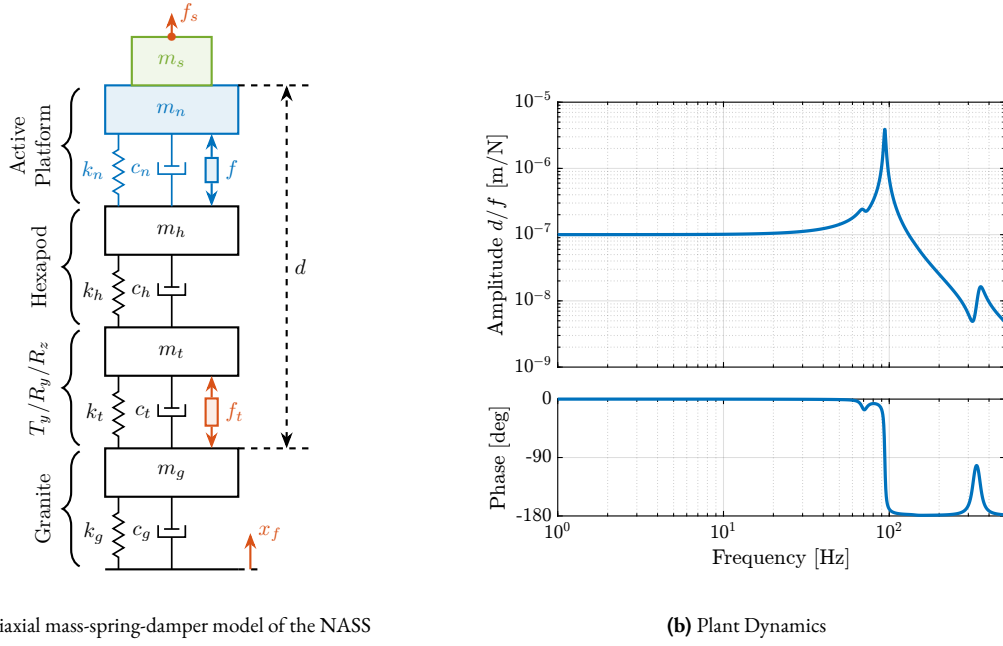 f_s
m_s
m_n
Active
Platform
k_n
c_n
f
m_h
Hexapod
k_h
c_h
d
m_t
T_y/R_y/R_z
k_t
c_t
f_t
m_g
Granite
k_g
c_g
x_f
iaxial mass-spring-damper model of the NASS
10^-5
10^-6
10^-7
10^-8
10^-9
Amplitude d/f [m/N]
0
-90
-180
Phase [deg]
10^0
10^1
10^2
Frequency [Hz]
(b) Plant Dynamics